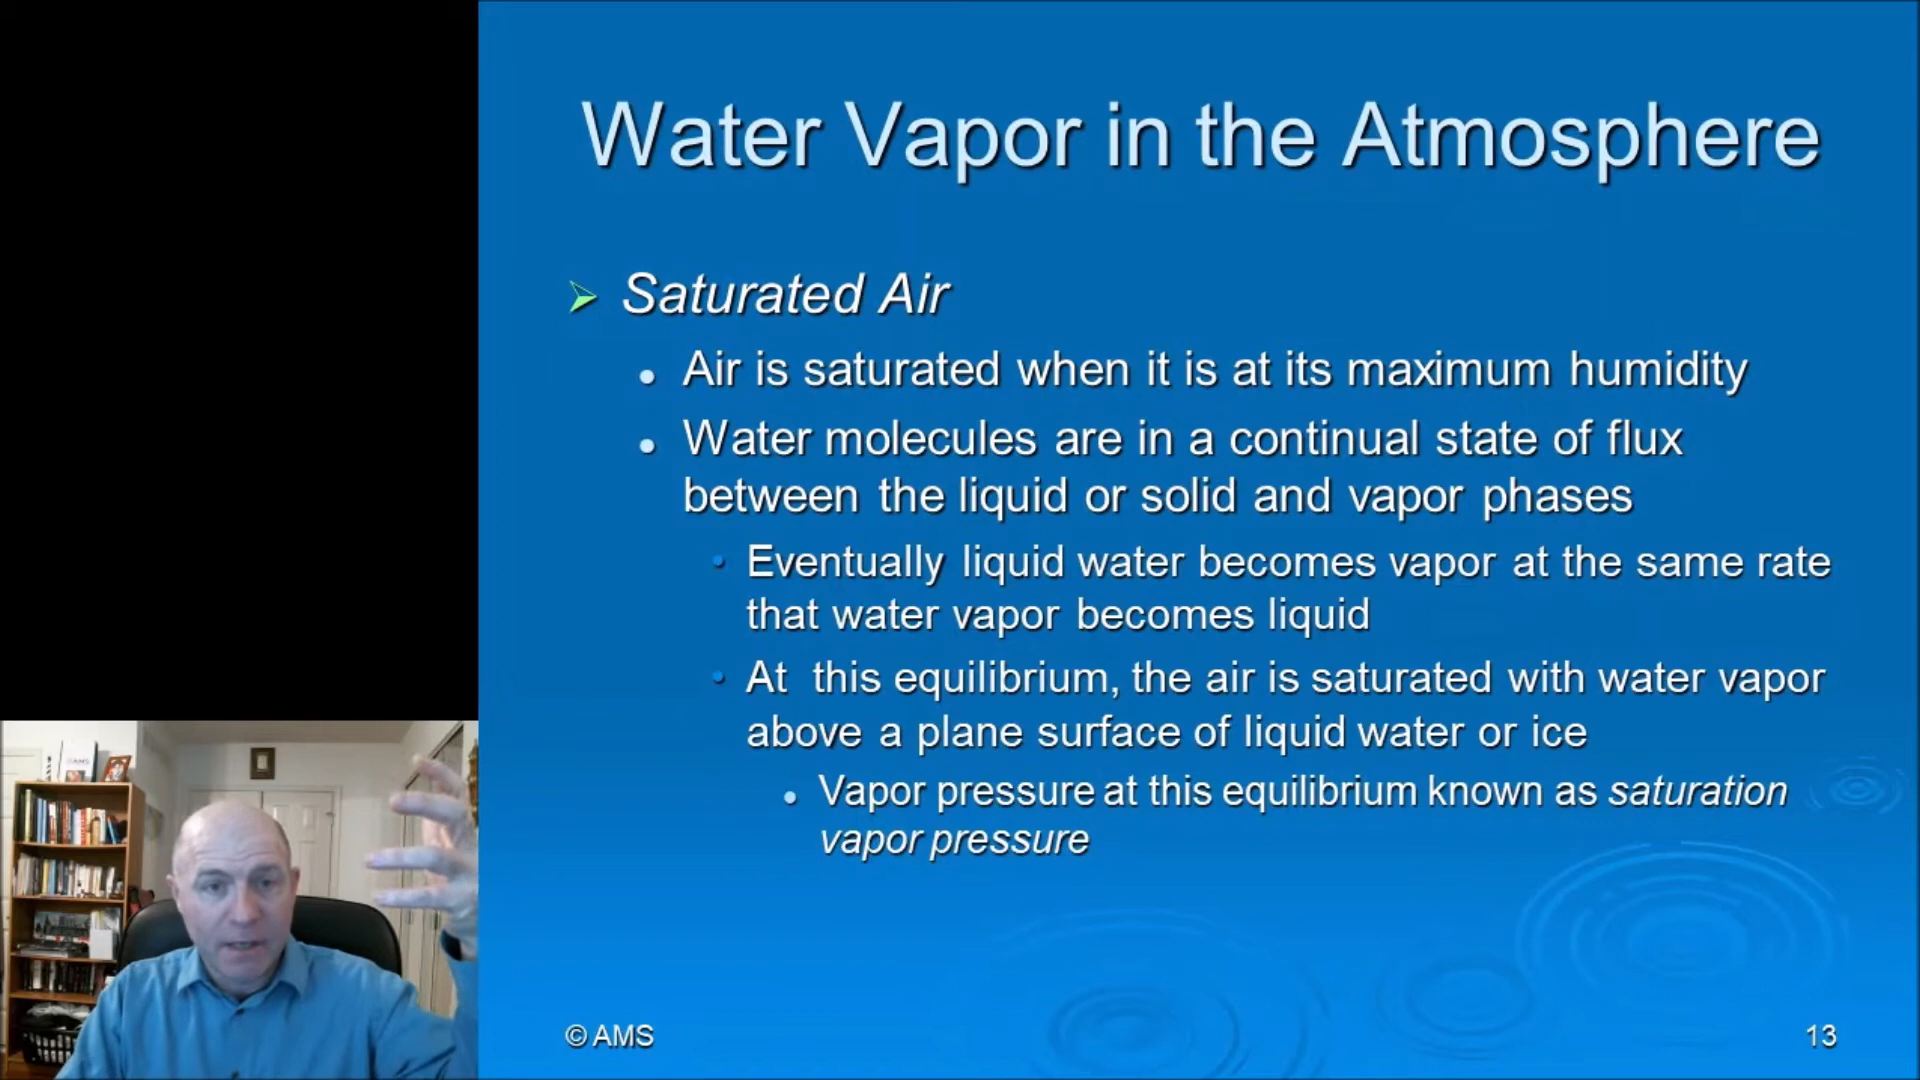 Water Vapor in the Atmosphere
Saturated Air
Air is saturated when it is at its maximum humidity
Water molecules are in a continual state of flux
between the liquid or solid and vapor phases
Eventually liquid water becomes vapor at the same rate
that water vapor becomes liquid
At this equilibrium, the air is saturated with water vapor
above a plane surface of liquid water or ice
Vapor pressure at this equilibrium known as saturation
vapor pressure
© AMS
13